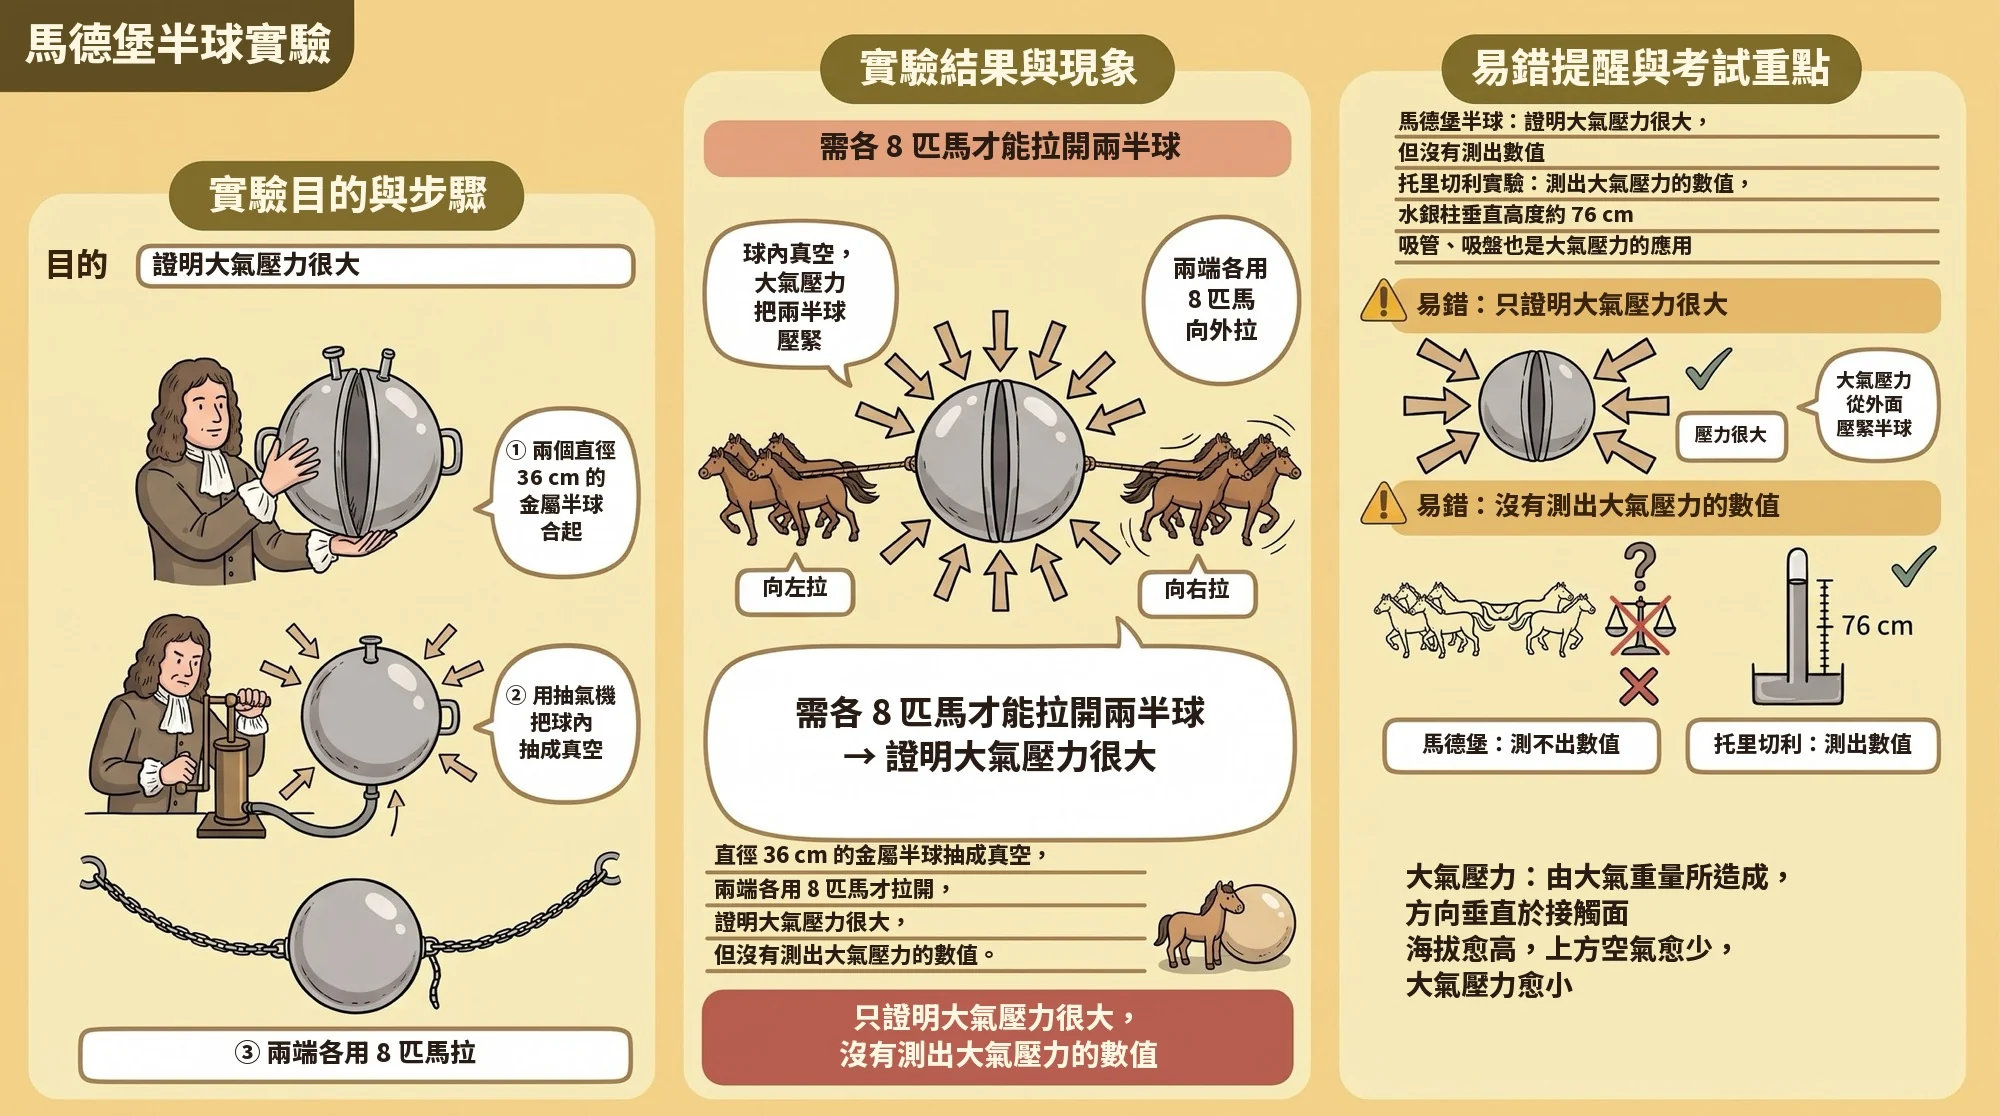 馬德堡半球實驗
實驗目的與步驟
目的
證明大氣壓力很大
① 兩個直徑
36 cm 的
金屬半球
合起
② 用抽氣機
把球內
抽成真空
③ 兩端各用 8 匹馬拉
實驗結果與現象
需各 8 匹馬才能拉開兩半球
球內真空，
大氣壓力
把兩半球
壓緊
兩端各用
8 匹馬
向外拉
向左拉
向右拉
需各 8 匹馬才能拉開兩半球
→ 證明大氣壓力很大
直徑 36 cm 的金屬半球抽成真空，
兩端各用 8 匹馬才拉開，
證明大氣壓力很大，
但沒有測出大氣壓力的數值。
只證明大氣壓力很大，
沒有測出大氣壓力的數值
易錯提醒與考試重點
馬德堡半球：證明大氣壓力很大，
但沒有測出數值
托里切利實驗：測出大氣壓力的數值，
水銀柱垂直高度約 76 cm
吸管、吸盤也是大氣壓力的應用
易錯：只證明大氣壓力很大
壓力很大
大氣壓力
從外面
壓緊半球
易錯：沒有測出大氣壓力的數值
?
76 cm
馬德堡：測不出數值
托里切利：測出數值
大氣壓力：由大氣重量所造成，
方向垂直於接觸面
海拔愈高，上方空氣愈少，
大氣壓力愈小